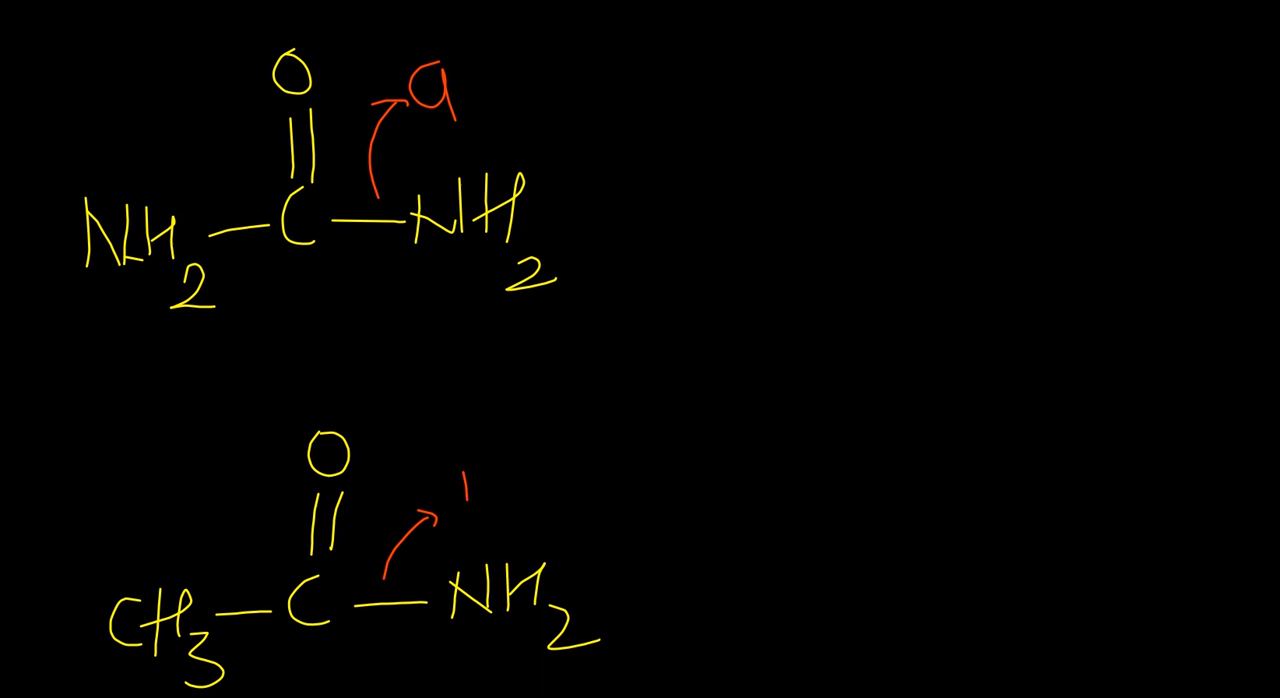 O
a
NH2 — C — NH2
O
CH3 — C — NH2